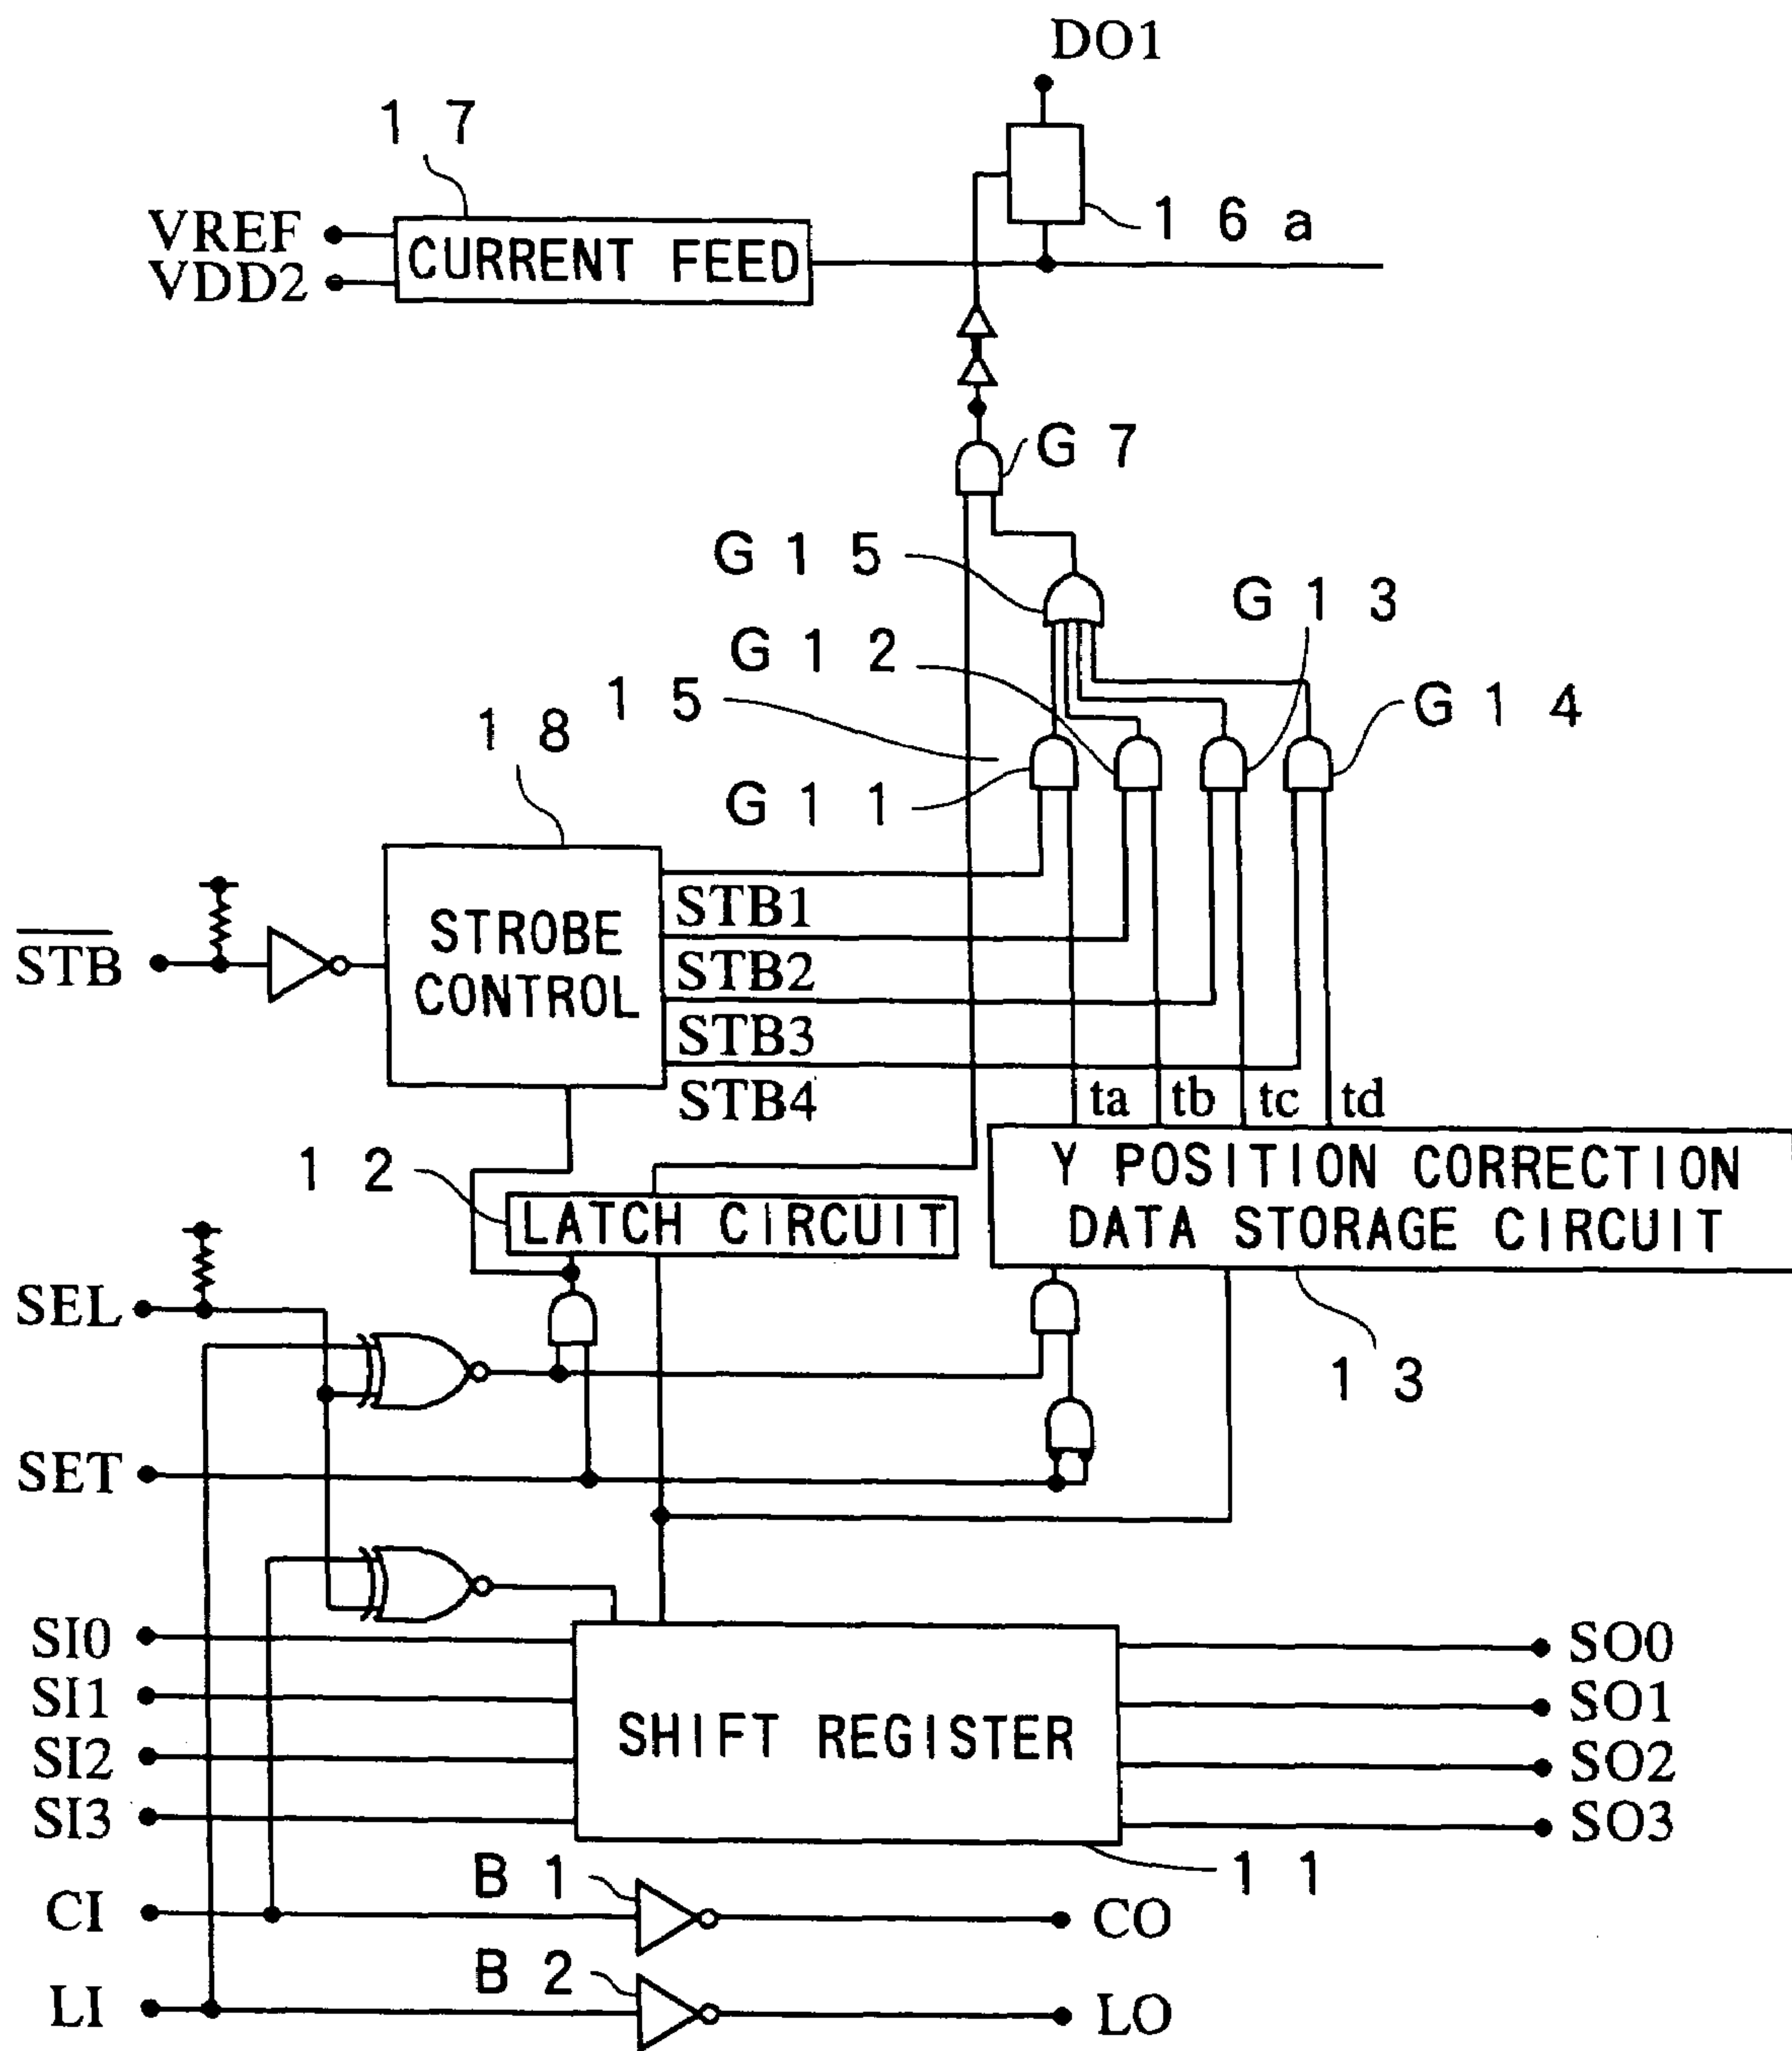 DO1
1 7
VREF
VDD2
CURRENT FEED
1 6 a
G 7
G 1 5
G 1 3
G 1 2
1 5
G 1 4
1 8
G 1 1
STB
STROBE
CONTROL
STB1
STB2
STB3
STB4
ta tb tc td
1 2
LATCH CIRCUIT
Y POSITION CORRECTION
DATA STORAGE CIRCUIT
SEL
1 3
SET
SI0
SI1
SI2
SI3
SHIFT REGISTER
SO0
SO1
SO2
SO3
1 1
CI
B 1
CO
LI
B 2
LO